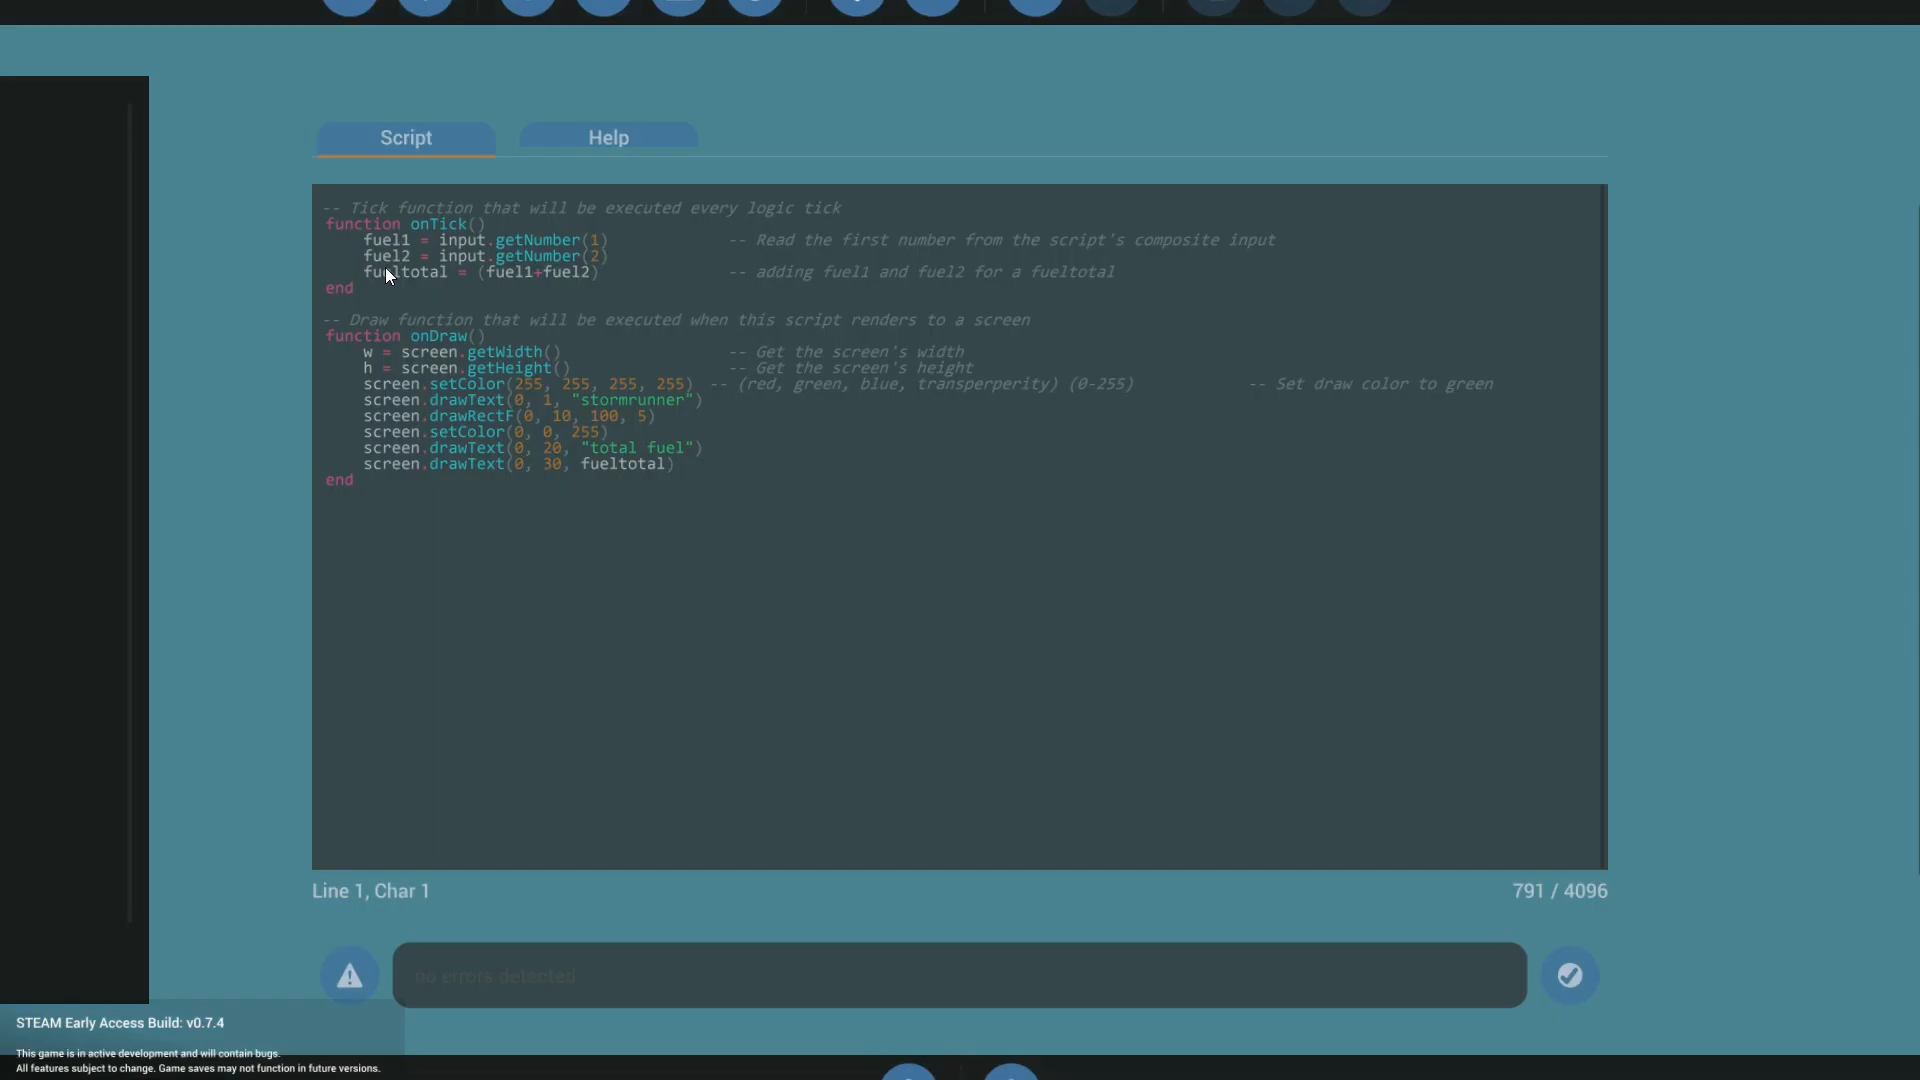 Script Help
-- Tick function that will be executed every logic tick
function onTick()
fuel1 = input.getNumber(1) -- Read the first number from the script's composite input
fuel2 = input.getNumber(2)
fueltotal = (fuel1+fuel2) -- adding fuel1 and fuel2 for a fueltotal
end
-- Draw function that will be executed when this script renders to a screen
function onDraw()
w = screen.getWidth() -- Get the screen's width
h = screen.getHeight() -- Get the screen's height
screen.setColor(255, 255, 255, 255) -- (red, green, blue, transperperity) (0-255) -- Set draw color to green
screen.drawText(0, 1, "stormrunner")
screen.drawRectF(0, 10, 100, 5)
screen.setColor(0, 0, 255)
screen.drawText(0, 20, "total fuel")
screen.drawText(0, 30, fueltotal)
end
Line 1, Char 1 791 / 4096
no errors detected
STEAM Early Access Build: v0.7.4
This game is in active development and will contain bugs.
All features subject to change. Game saves may not function in future versions.